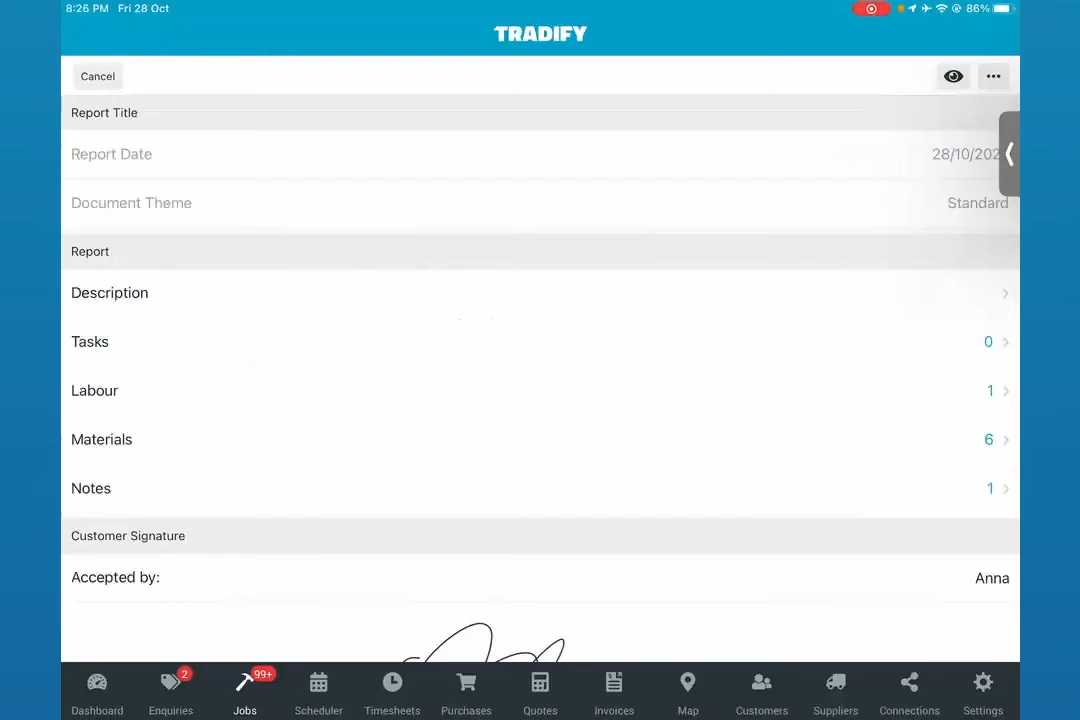 8:26 PM Fri 28 Oct 86%
TRADIFY
Cancel
Report Title
Report Date 28/10/202
Document Theme Standard
Report
Description
Tasks 0
Labour 1
Materials 6
Notes 1
Customer Signature
Accepted by: Anna
2 99+
Dashboard Enquiries Jobs Scheduler Timesheets Purchases Quotes Invoices Map Customers Suppliers Connections Settings